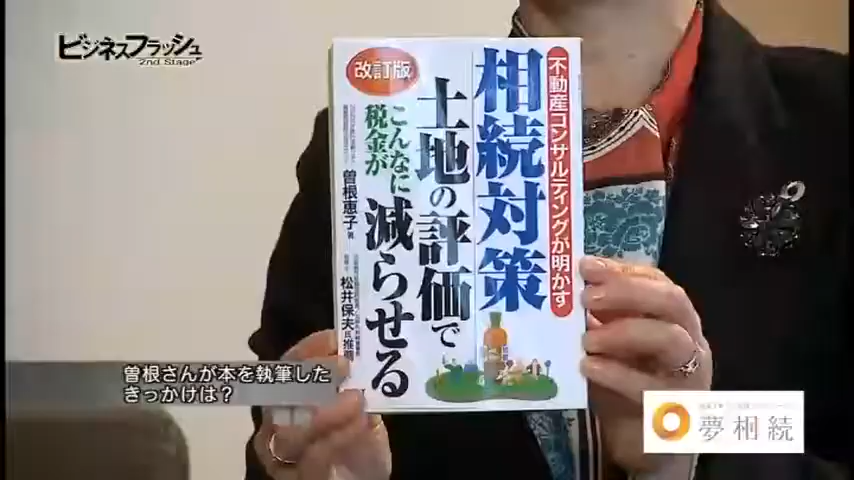 ビジネスフラッシュ
2nd Stage
改訂版
不動産コンサルティングが明かす
相続対策
土地の評価で
こんなに
税金が
減らせる
曽根恵子 著
松井保夫氏推薦
曽根さんが本を執筆した
きっかけは？
夢相続